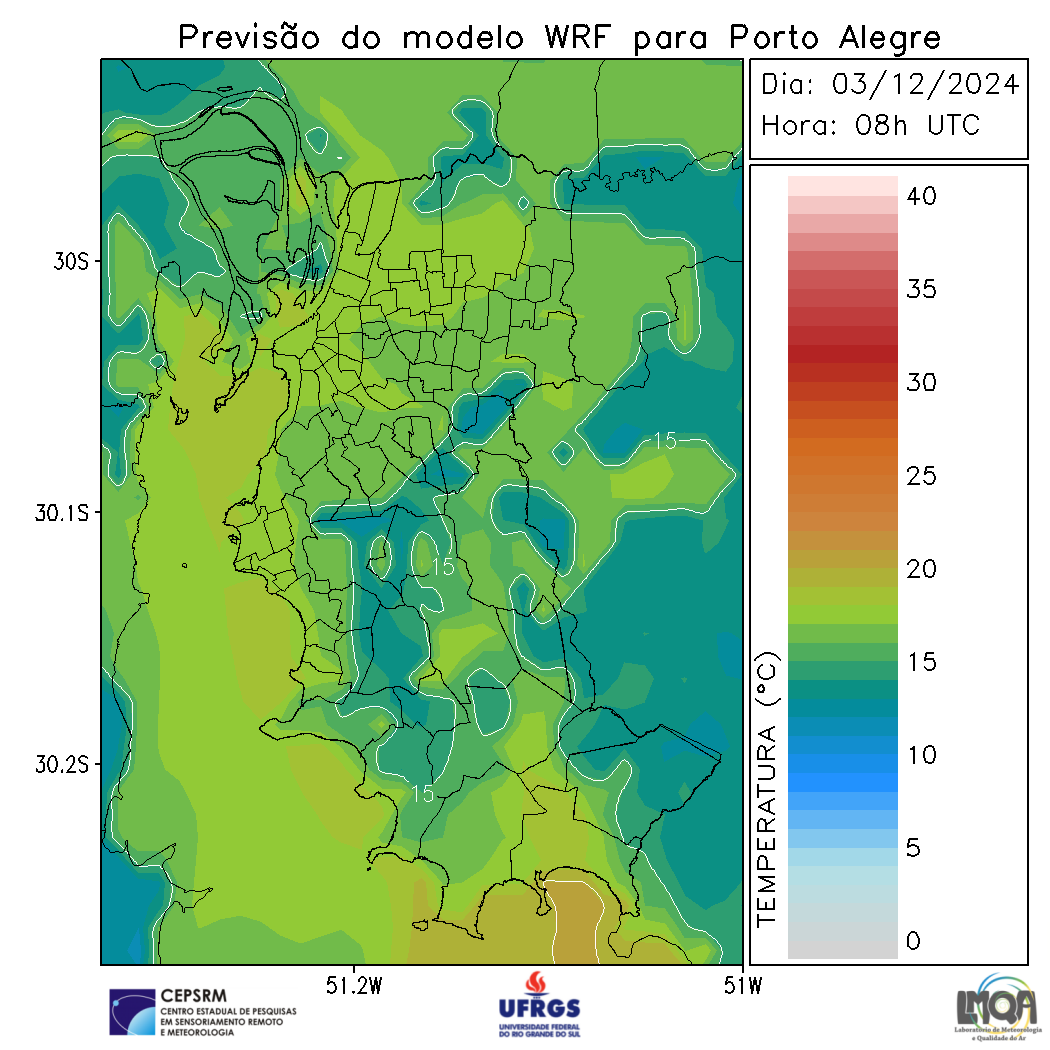 Previsão do modelo WRF para Porto Alegre
Dia: 03/12/2024
Hora: 08h UTC
30S
30.1S
30.2S
51.2W
51W
15
15
15
TEMPERATURA (°C)
40
35
30
25
20
15
10
5
0
CEPSRM
CENTRO ESTADUAL DE PESQUISAS
EM SENSORIAMENTO REMOTO
E METEOROLOGIA
UFRGS
UNIVERSIDADE FEDERAL
DO RIO GRANDE DO SUL
LMQA
Laboratório de Meteorologia
e Qualidade do Ar